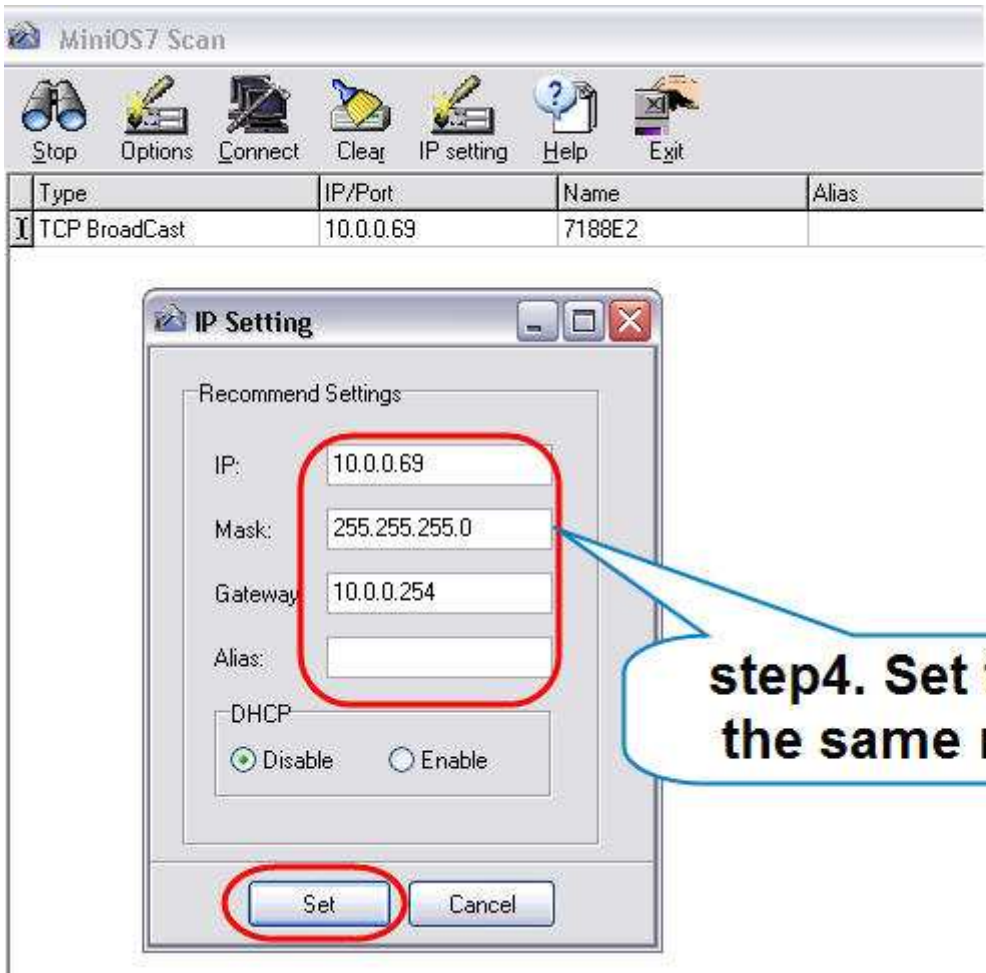 MiniOS7 Scan
Stop Options Connect Clear IP setting Help Exit
Type IP/Port Name Alias
TCP BroadCast 10.0.0.69 7188E2
IP Setting
Recommend Settings
IP: 10.0.0.69
Mask: 255.255.255.0
Gateway 10.0.0.254
Alias:
DHCP
Disable Enable
Set Cancel
step4. Set
the same